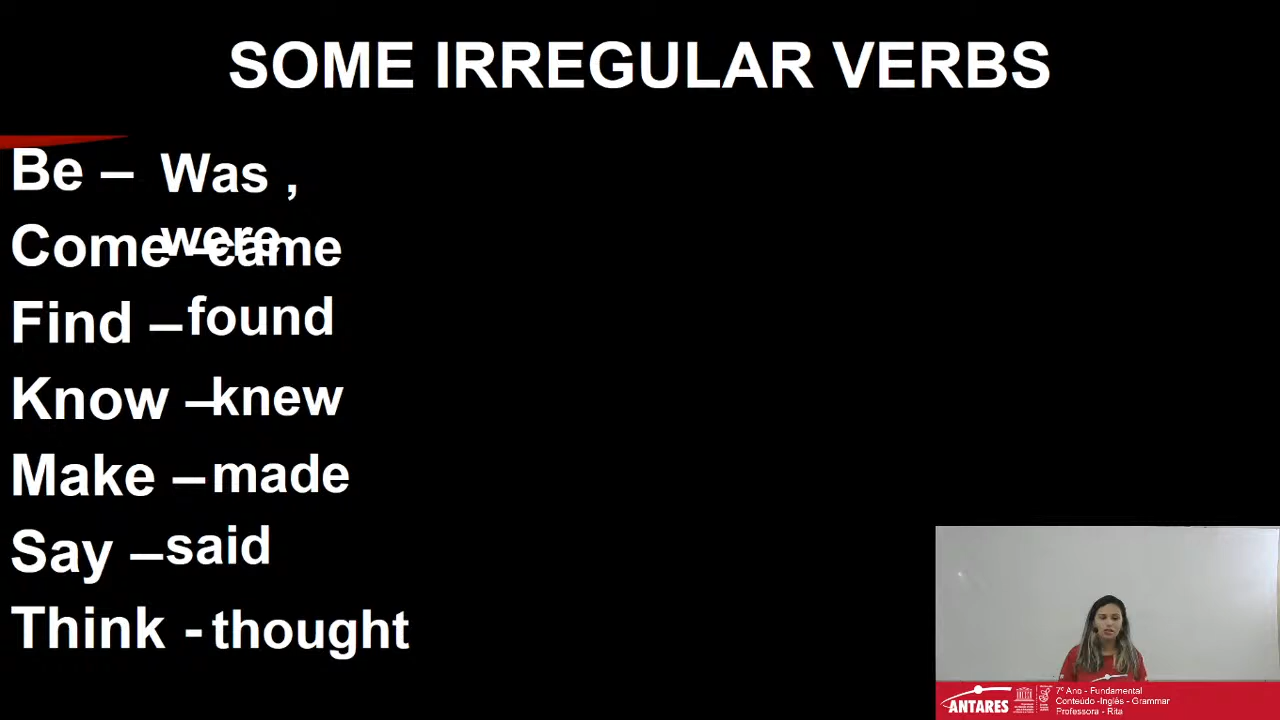 SOME IRREGULAR VERBS
Be – Was ,
were
Come – came
Find – found
Know – knew
Make – made
Say – said
Think - thought
ANTARES
7º Ano - Fundamental
Conteúdo -Inglês - Grammar
Professora - Rita